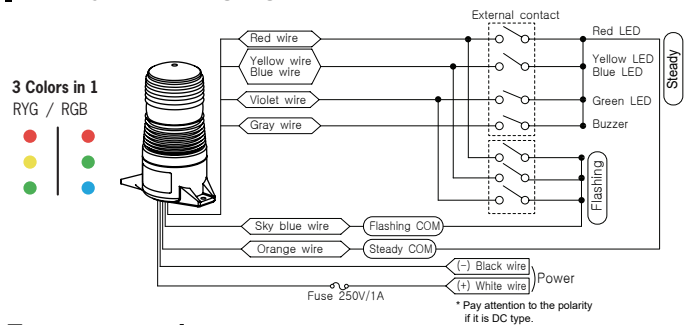 External contact
Red wire
Red LED
Yellow wire
Blue wire
Yellow LED
Blue LED
Steady
3 Colors in 1
RYG / RGB
Violet wire
Green LED
Gray wire
Buzzer
Flashing
Sky blue wire
Flashing COM
Orange wire
Steady COM
(-) Black wire
Power
(+) White wire
Fuse 250V/1A
* Pay attention to the polarity
if it is DC type.